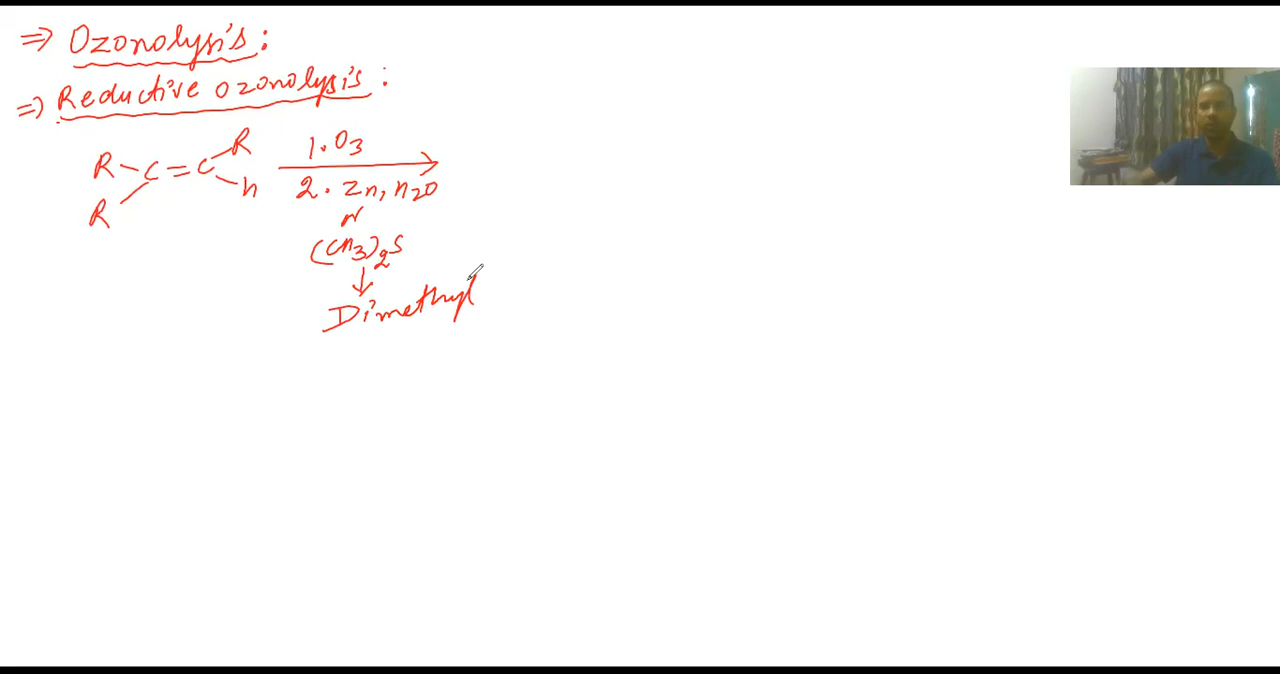 ⇒ Ozonolysis:
⇒ Reductive ozonolysis:
R-C=C-R
R
h
1. O3
2. Zn, H2O
or
(CH3)2S
↓
Dimethyl